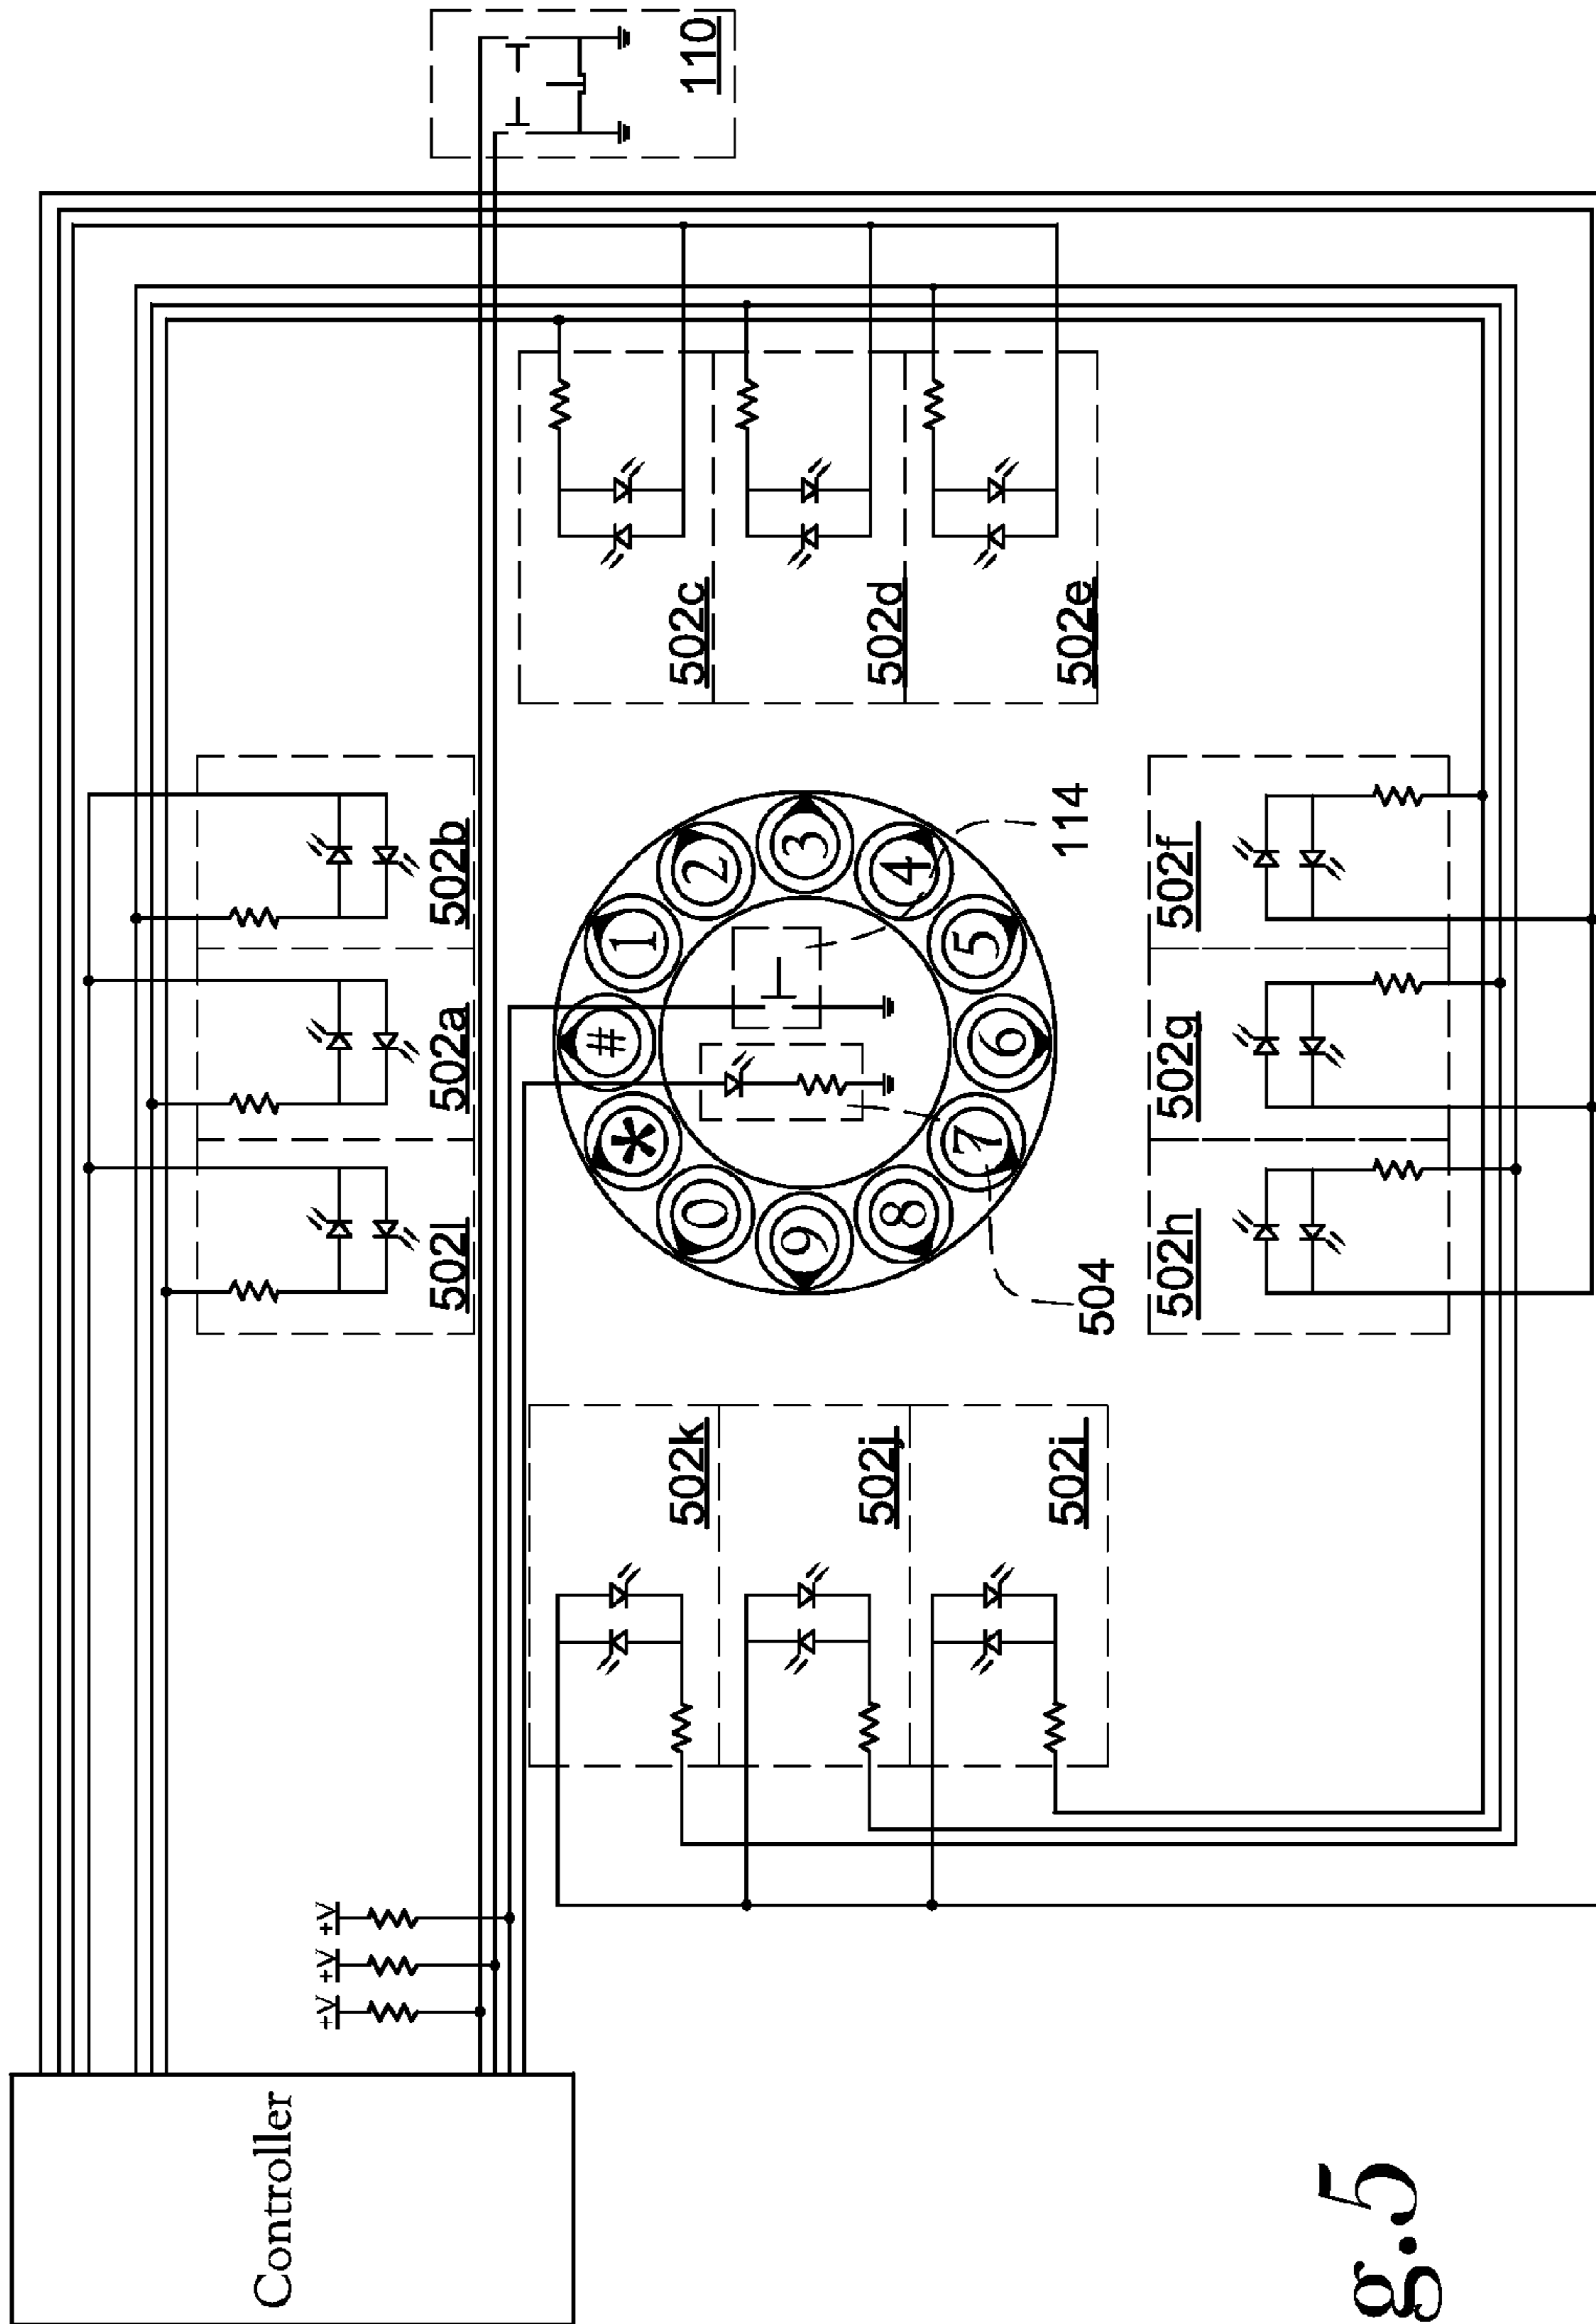 Controller
+V +V +V
502l 502a 502b
#
* 1
502k 502c 110
0 2
9 3
502j 502d
8 4
7 5
6
502i 502e
504 114
502h 502g 502f
g.5